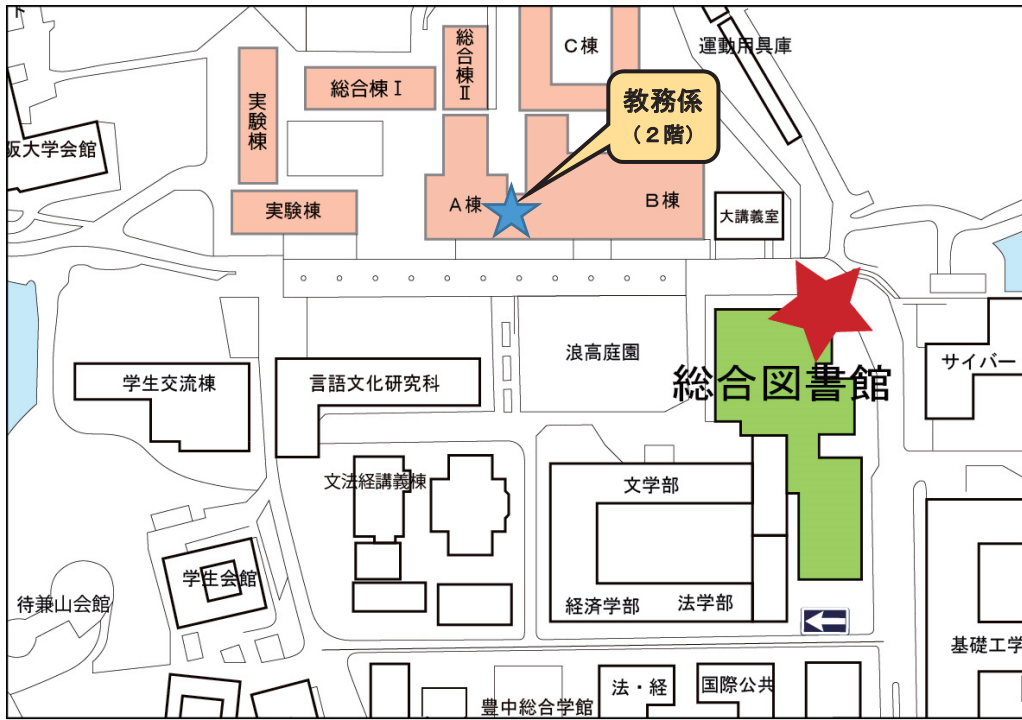 総合棟Ⅰ
総合棟Ⅱ
C棟
運動用具庫
教務係
(2階)
実験棟
阪大学会館
実験棟
A棟
B棟
大講義室
浪高庭園
総合図書館
サイバー
学生交流棟
言語文化研究科
文法経講義棟
文学部
学生会館
待兼山会館
経済学部
法学部
基礎工学
法・経
国際公共
豊中総合学館